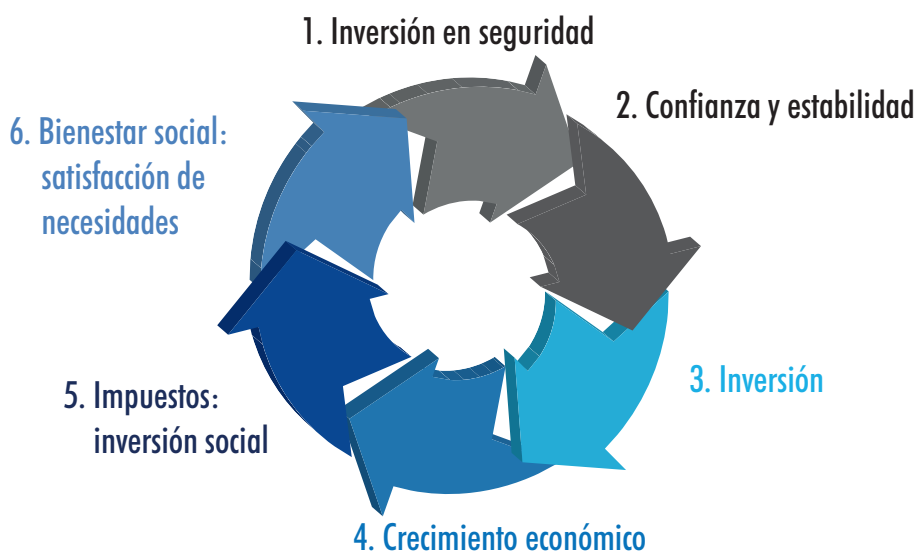 1. Inversión en seguridad
2. Confianza y estabilidad
3. Inversión
4. Crecimiento económico
5. Impuestos:
inversión social
6. Bienestar social:
satisfacción de
necesidades